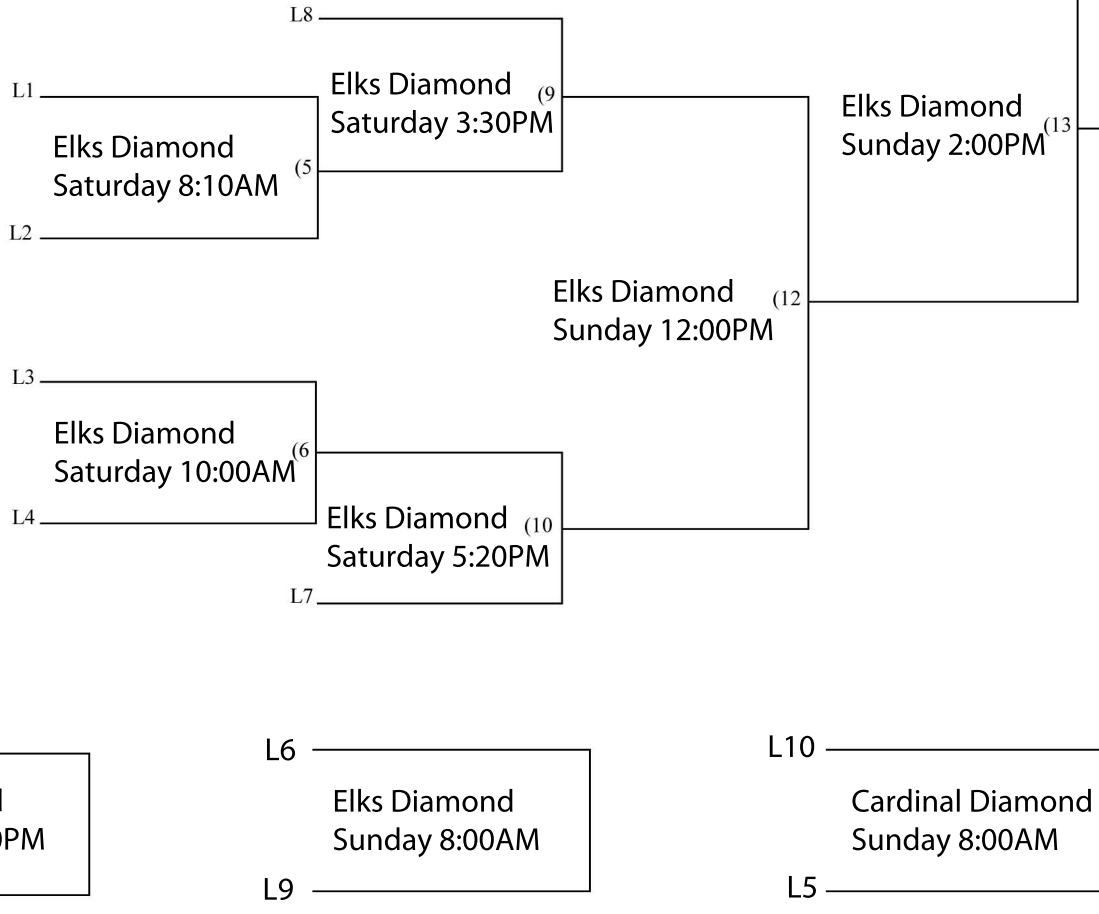 L8
L1
Elks Diamond
Saturday 3:30PM
(9
Elks Diamond
Sunday 2:00PM
(13
Elks Diamond
Saturday 8:10AM
(5
L2
Elks Diamond
Sunday 12:00PM
(12
L3
Elks Diamond
Saturday 10:00AM
(6
L4
Elks Diamond
Saturday 5:20PM
(10
L7
L6
Elks Diamond
Sunday 8:00AM
L9
L10
Cardinal Diamond
Sunday 8:00AM
L5
PM